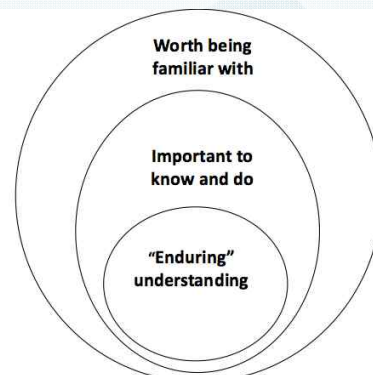 Worth being
familiar with
Important to
know and do
“Enduring”
understanding